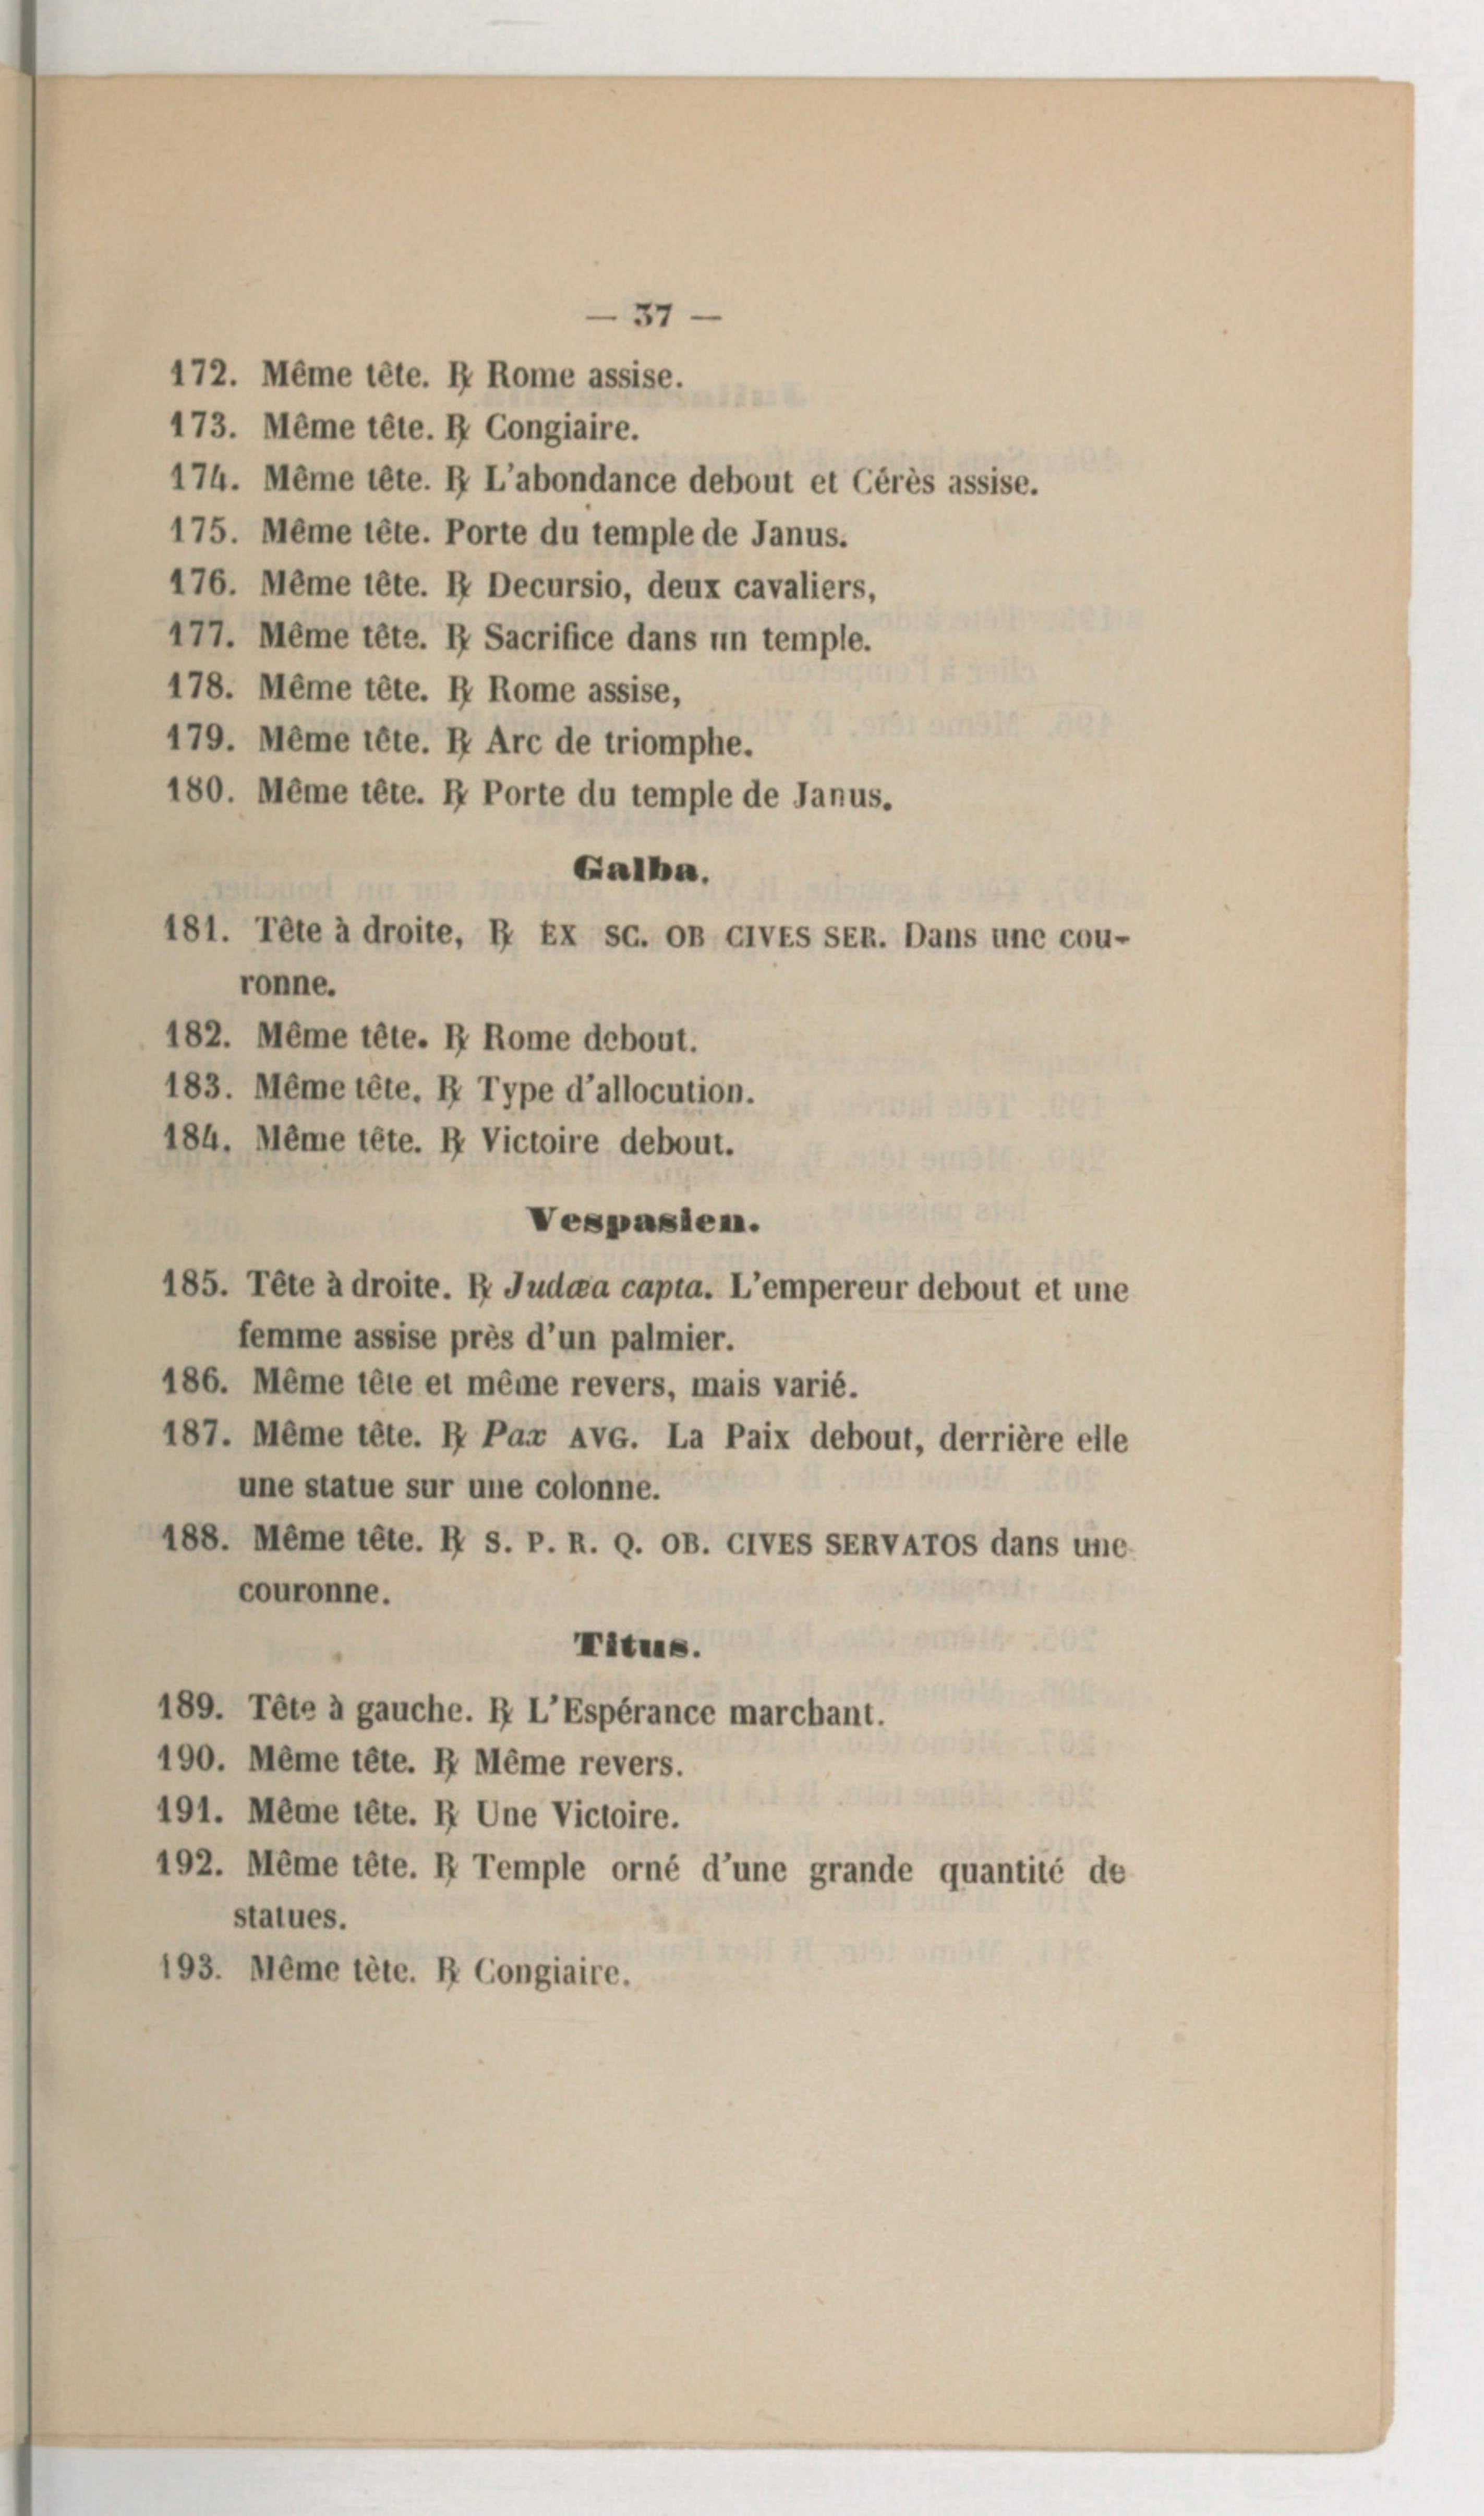 — 37 —
172. Même tête. ℞ Rome assise.
173. Même tête. ℞ Congiaire.
174. Même tête. ℞ L'abondance debout et Cérès assise.
175. Même tête. Porte du temple de Janus.
176. Même tête. ℞ Decursio, deux cavaliers,
177. Même tête. ℞ Sacrifice dans un temple.
178. Même tête. ℞ Rome assise,
179. Même tête. ℞ Arc de triomphe.
180. Même tête. ℞ Porte du temple de Janus.
Galba.
181. Tête à droite, ℞ EX SC. OB CIVES SER. Dans une cou-
ronne.
182. Même tête. ℞ Rome debout.
183. Même tête. ℞ Type d'allocution.
184. Même tête. ℞ Victoire debout.
Vespasien.
185. Tête à droite. ℞ Judæa capta. L'empereur debout et une
femme assise près d'un palmier.
186. Même tête et même revers, mais varié.
187. Même tête. ℞ Pax AVG. La Paix debout, derrière elle
une statue sur une colonne.
188. Même tête. ℞ S. P. R. Q. OB. CIVES SERVATOS dans une
couronne.
Titus.
189. Tête à gauche. ℞ L'Espérance marchant.
190. Même tête. ℞ Même revers.
191. Même tête. ℞ Une Victoire.
192. Même tête. ℞ Temple orné d'une grande quantité de
statues.
193. Même tète. ℞ Congiaire.